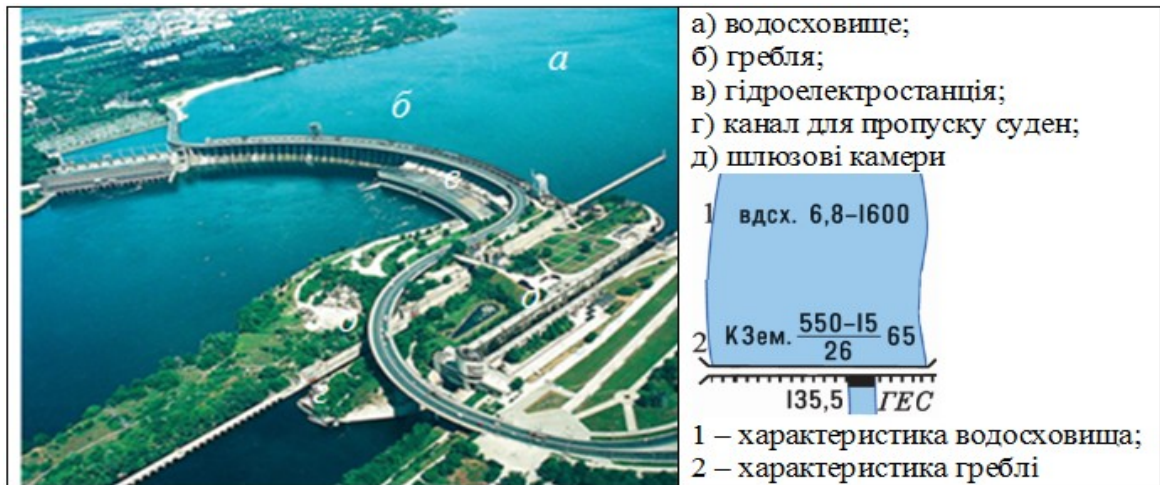 а
б
в
д
д
г
а) водосховище;
б) гребля;
в) гідроелектростанція;
г) канал для пропуску суден;
д) шлюзові камери
1 вдсх. 6,8–1600
2 КЗем. 550–15
26 65
135,5 ГЕС
1 – характеристика водосховища;
2 – характеристика греблі